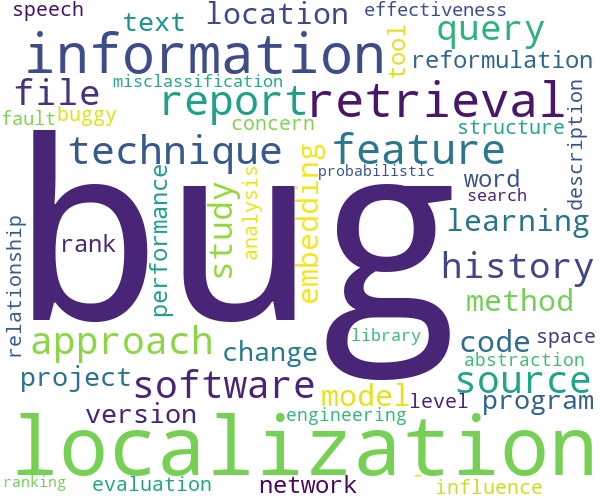 speech
text
location
effectiveness
query
information
tool
reformulation
misclassification
file
report
retrieval
fault
buggy
concern
structure
description
technique
feature
bug
probabilistic
word
search
performance
study
analysis
embedding
learning
relationship
rank
history
method
approach
change
library
code
space
abstraction
project
software
source
model
level
program
version
engineering
localization
ranking
evaluation
network
influence